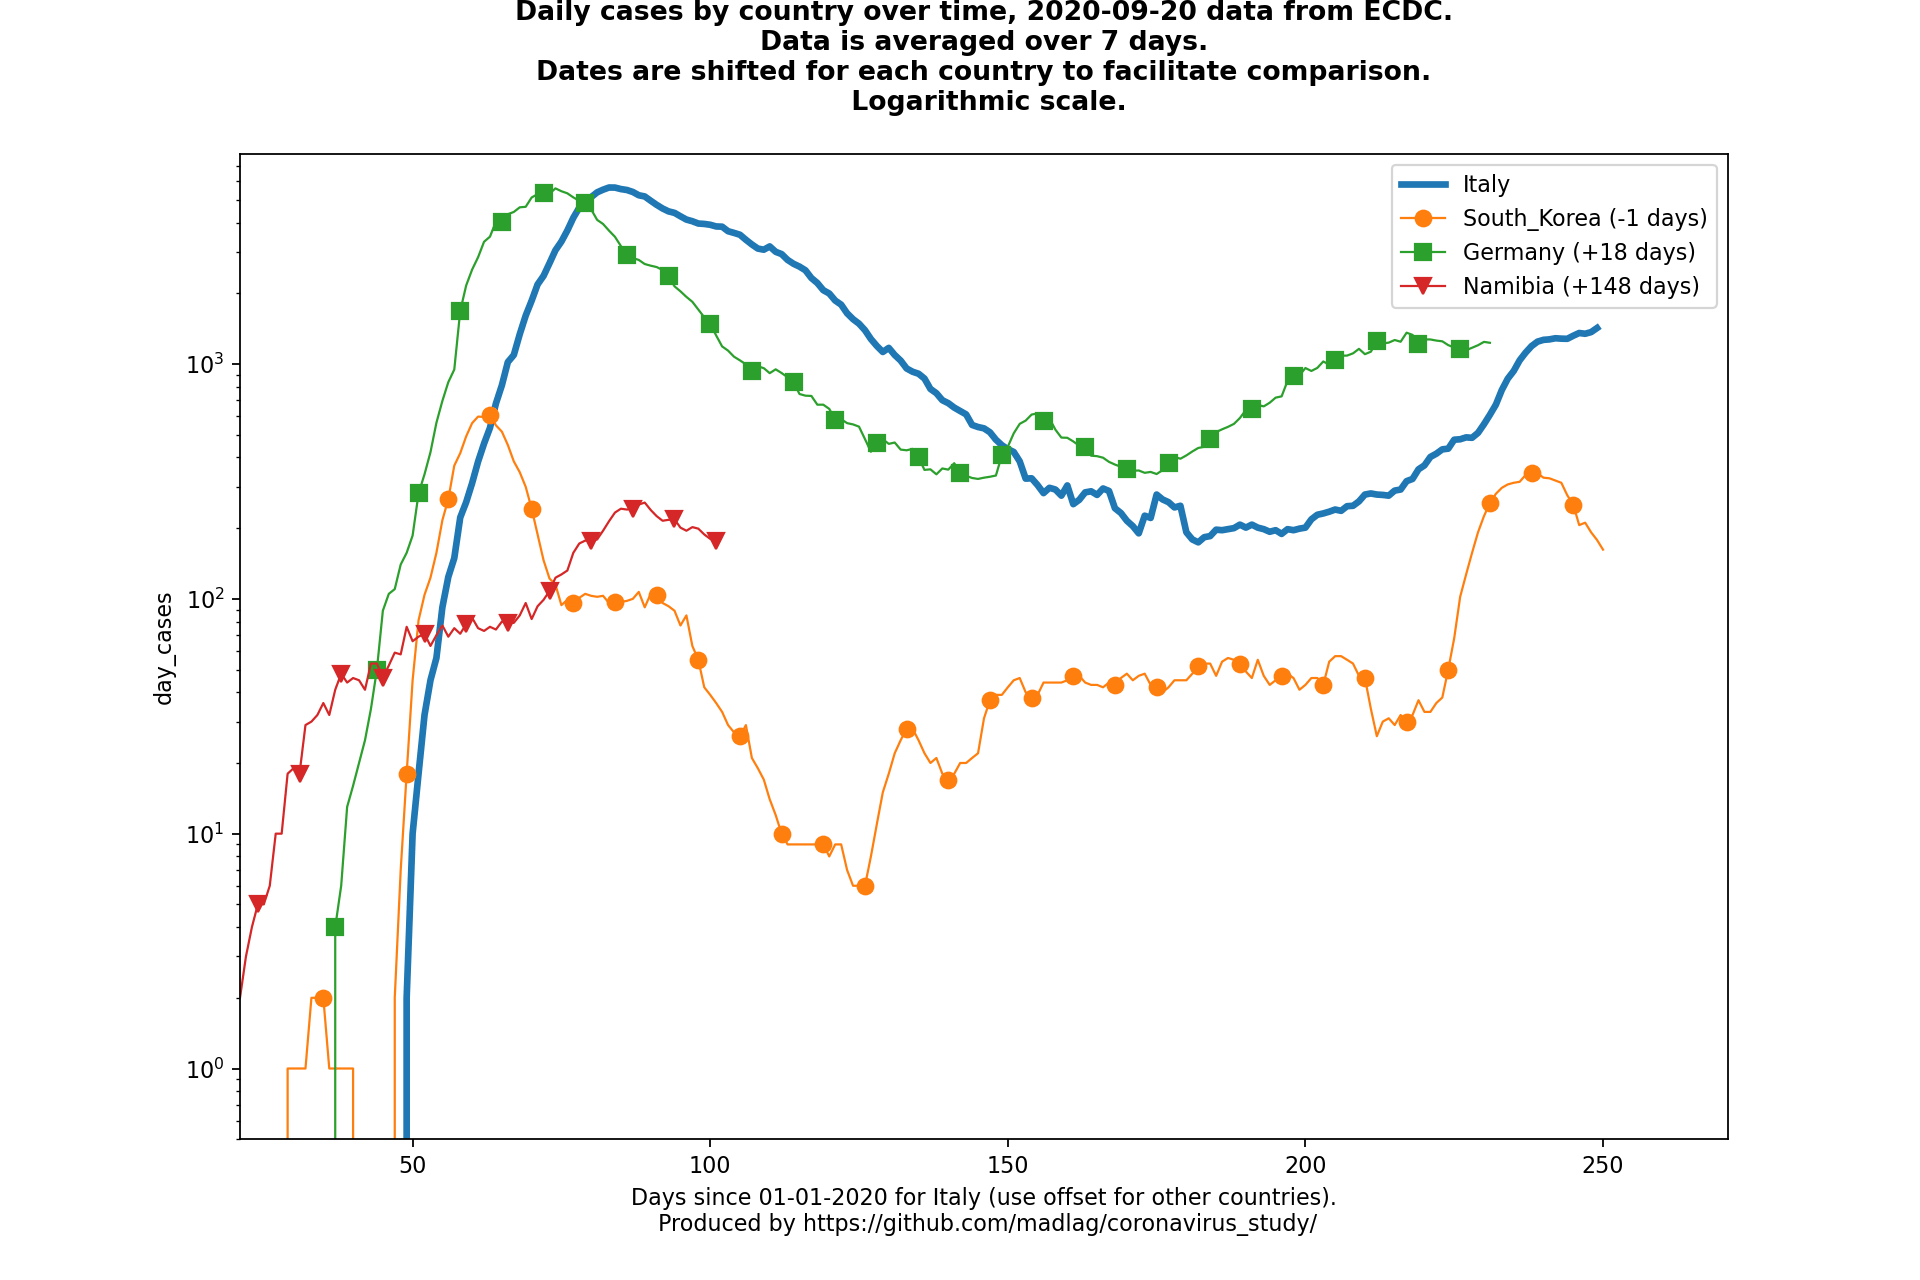 Daily cases by country over time, 2020-09-20 data from ECDC.
Data is averaged over 7 days.
Dates are shifted for each country to facilitate comparison.
Logarithmic scale.
Italy
South_Korea (-1 days)
Germany (+18 days)
Namibia (+148 days)
day_cases
10³
10²
10¹
10⁰
50
100
150
200
250
Days since 01-01-2020 for Italy (use offset for other countries).
Produced by https://github.com/madlag/coronavirus_study/